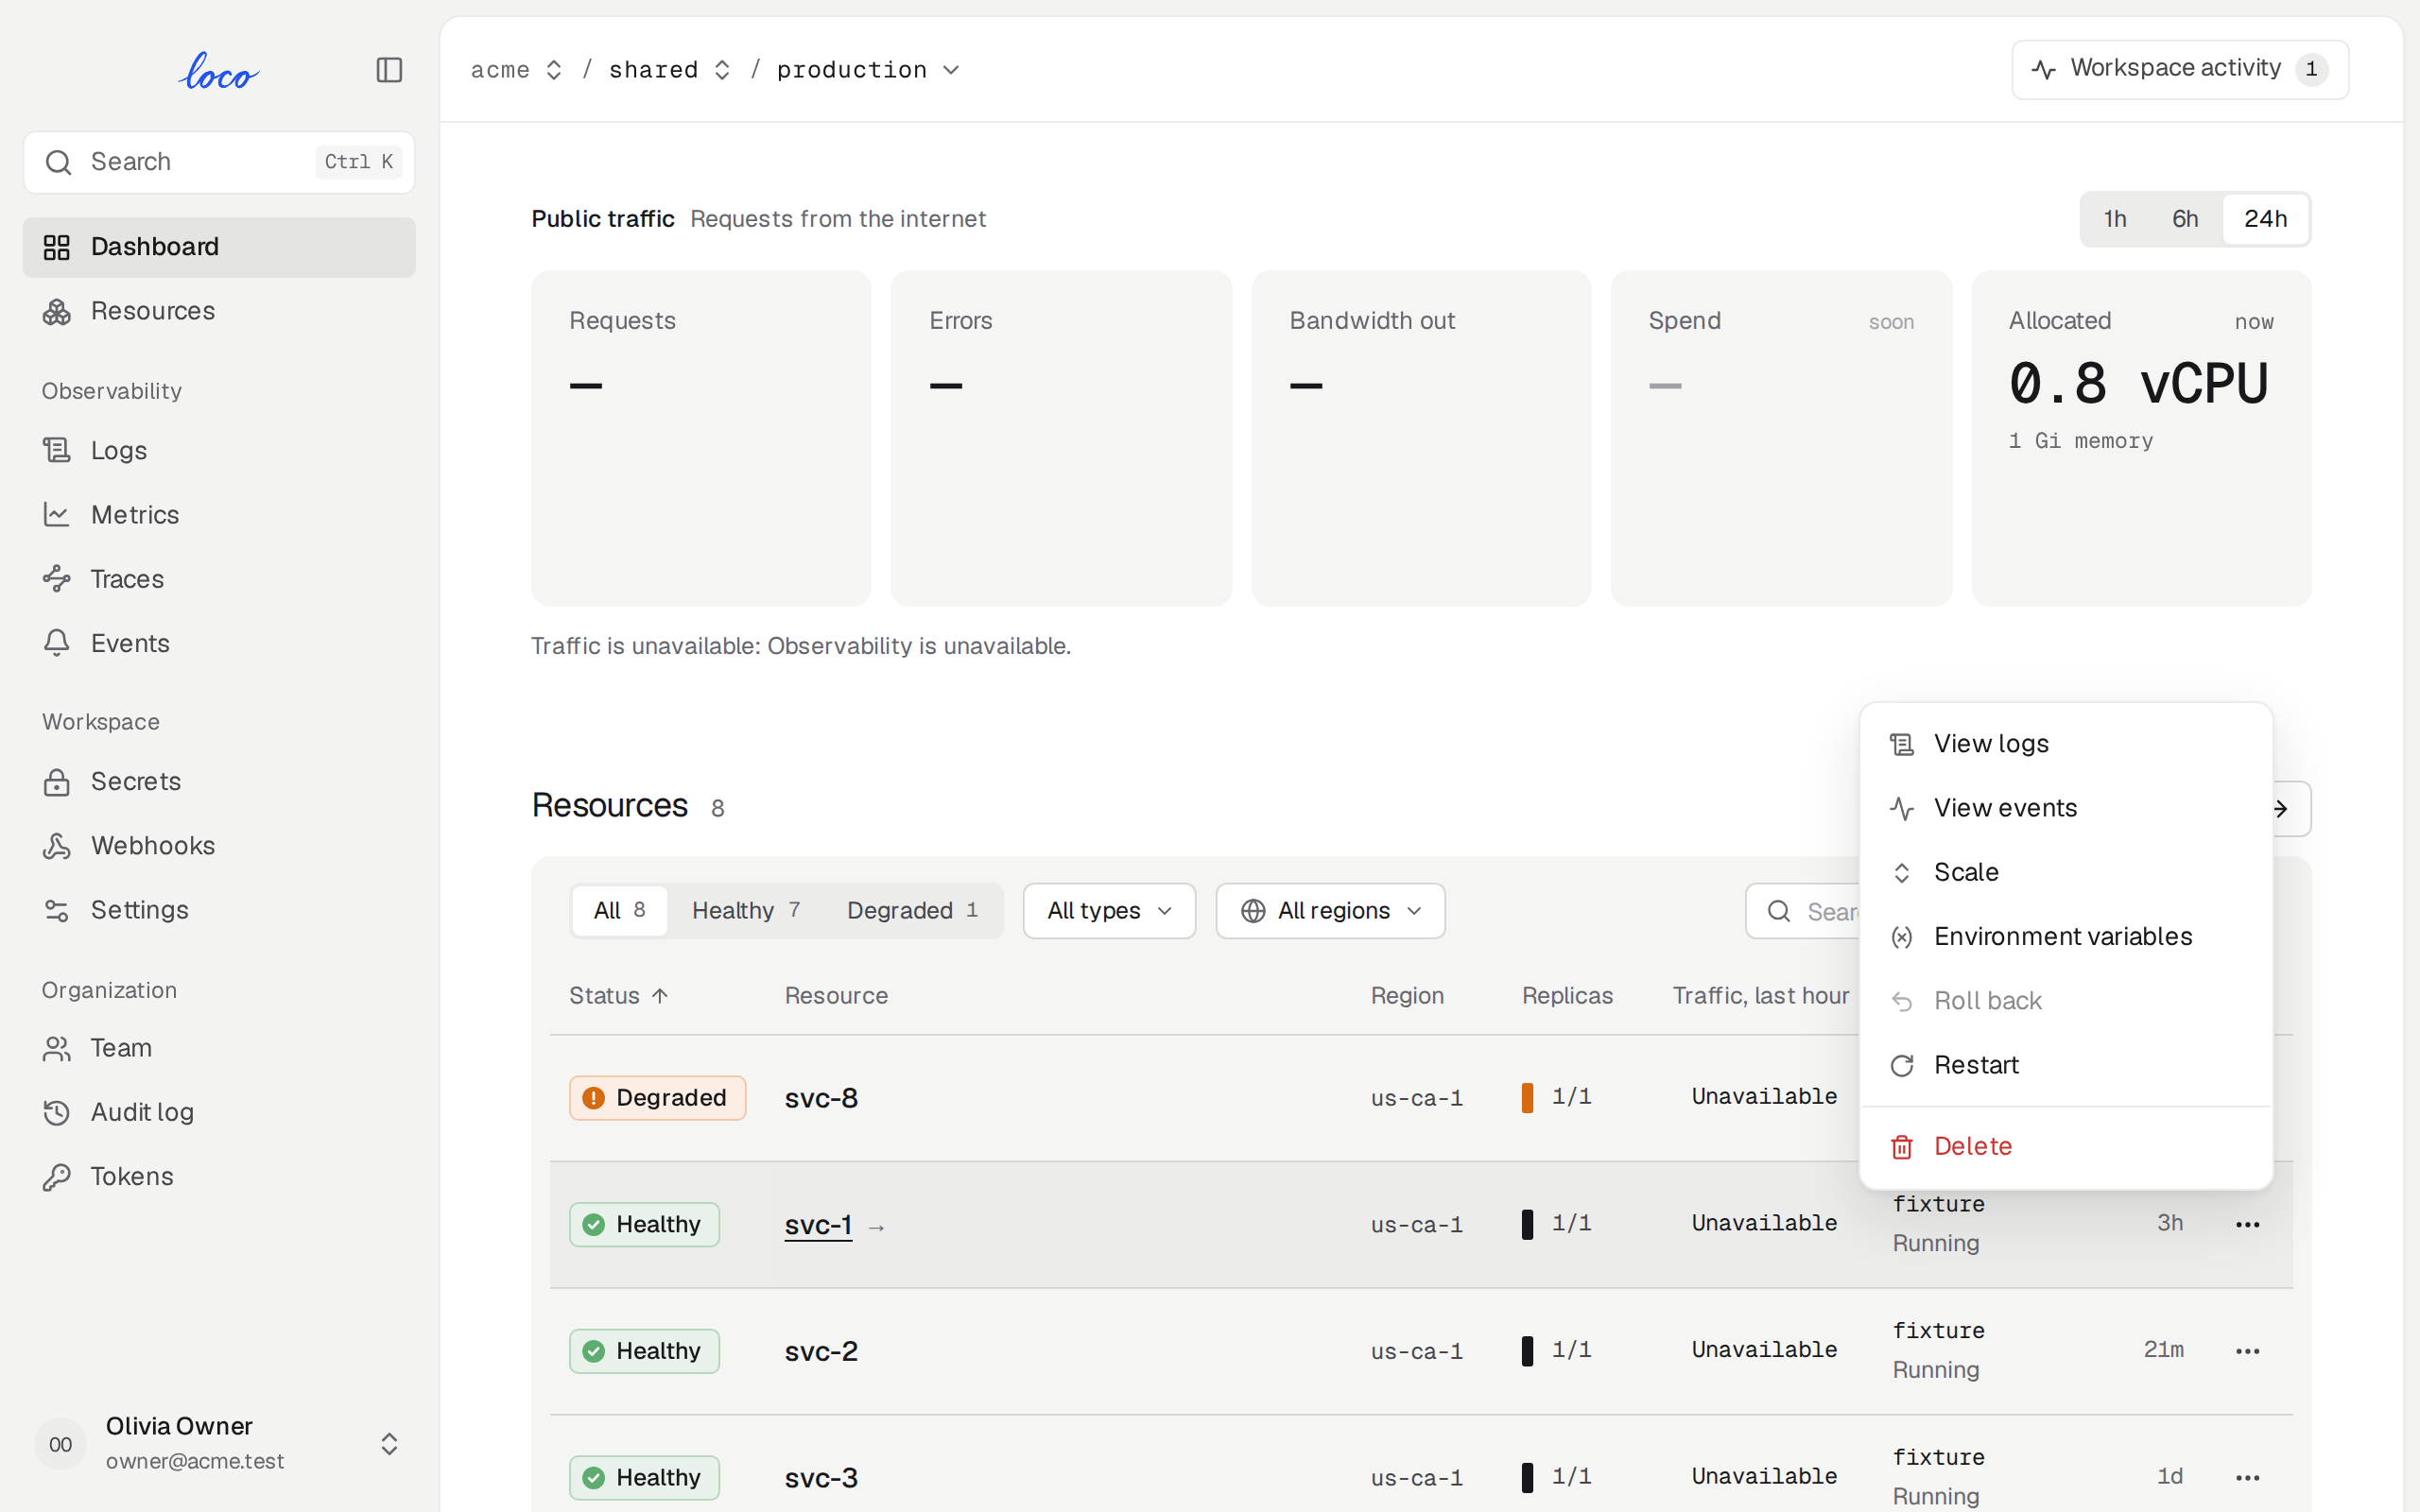 loco
Search Ctrl K
Dashboard
Resources
Observability
Logs
Metrics
Traces
Events
Workspace
Secrets
Webhooks
Settings
Organization
Team
Audit log
Tokens
OO
Olivia Owner
owner@acme.test
acme / shared / production
Workspace activity 1
Public traffic Requests from the internet
1h 6h 24h
Requests
—
Errors
—
Bandwidth out
—
Spend soon
—
Allocated now
0.8 vCPU
1 Gi memory
Traffic is unavailable: Observability is unavailable.
Resources 8
All 8 Healthy 7 Degraded 1 All types All regions
Status ↑ Resource Region Replicas Traffic, last hour
Degraded svc-8 us-ca-1 1/1 Unavailable
Healthy svc-1 → us-ca-1 1/1 Unavailable fixture 3h
Running
Healthy svc-2 us-ca-1 1/1 Unavailable fixture 21m
Running
Healthy svc-3 us-ca-1 1/1 Unavailable fixture 1d
Running
View logs
View events
Scale
Environment variables
Roll back
Restart
Delete